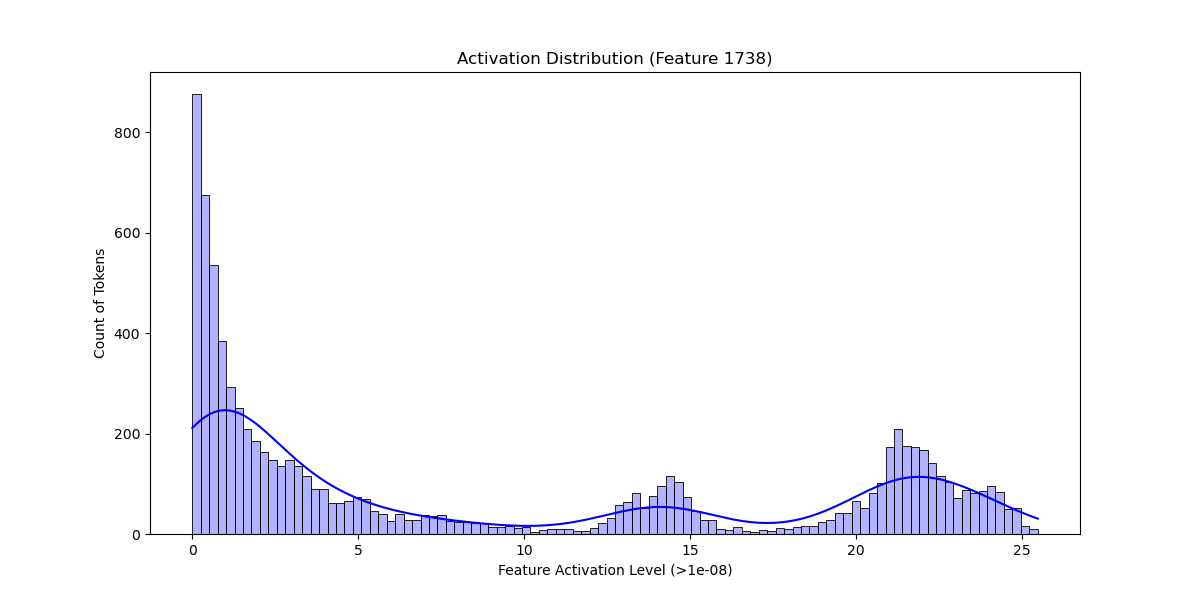 Activation Distribution (Feature 1738)
800
600
400
200
0
Count of Tokens
0 5 10 15 20 25
Feature Activation Level (>1e-08)